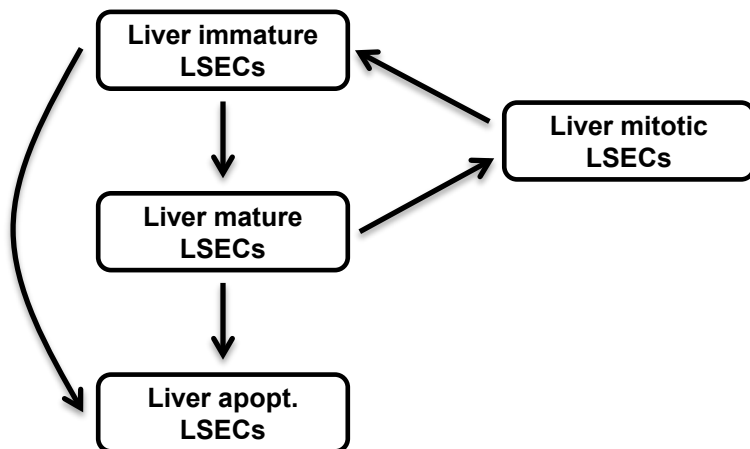 Liver immature
LSECs
Liver mitotic
LSECs
Liver mature
LSECs
Liver apopt.
LSECs